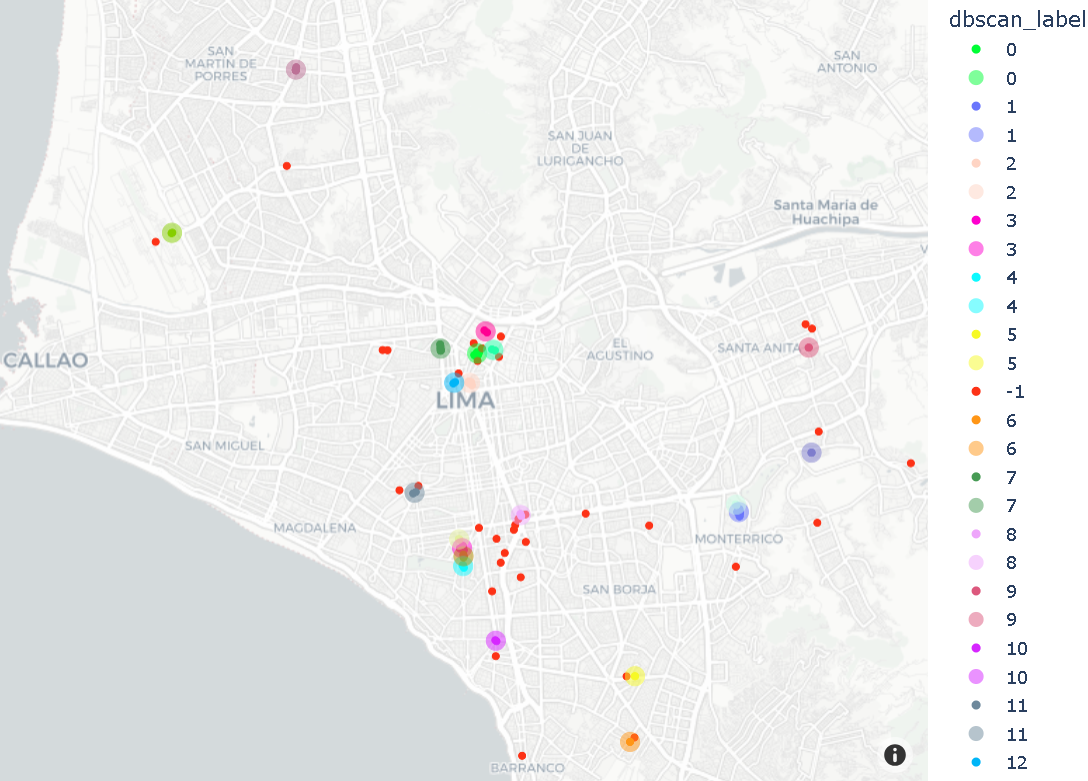 dbscan_label
0
0
1
1
2
2
3
3
4
4
5
5
-1
6
6
7
7
8
8
9
9
10
10
11
11
12
SAN
MARTIN DE
PORRES
SAN
ANTONIO
SAN JUAN
DE
LURIGANCHO
Santa María de
Huachipa
V
CALLAO
EL
AGUSTINO
SANTA ANITA
LIMA
SAN MIGUEL
MAGDALENA
MONTERRICO
SAN BORJA
BARRANCO
i